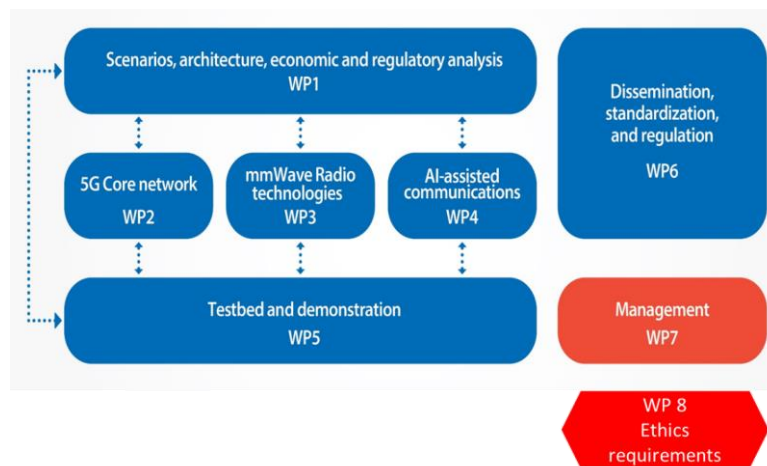 Scenarios, architecture, economic and regulatory analysis
WP1
Dissemination,
standardization,
and regulation
WP6
5G Core network
WP2
mmWave Radio
technologies
WP3
AI-assisted
communications
WP4
Testbed and demonstration
WP5
Management
WP7
WP 8
Ethics
requirements